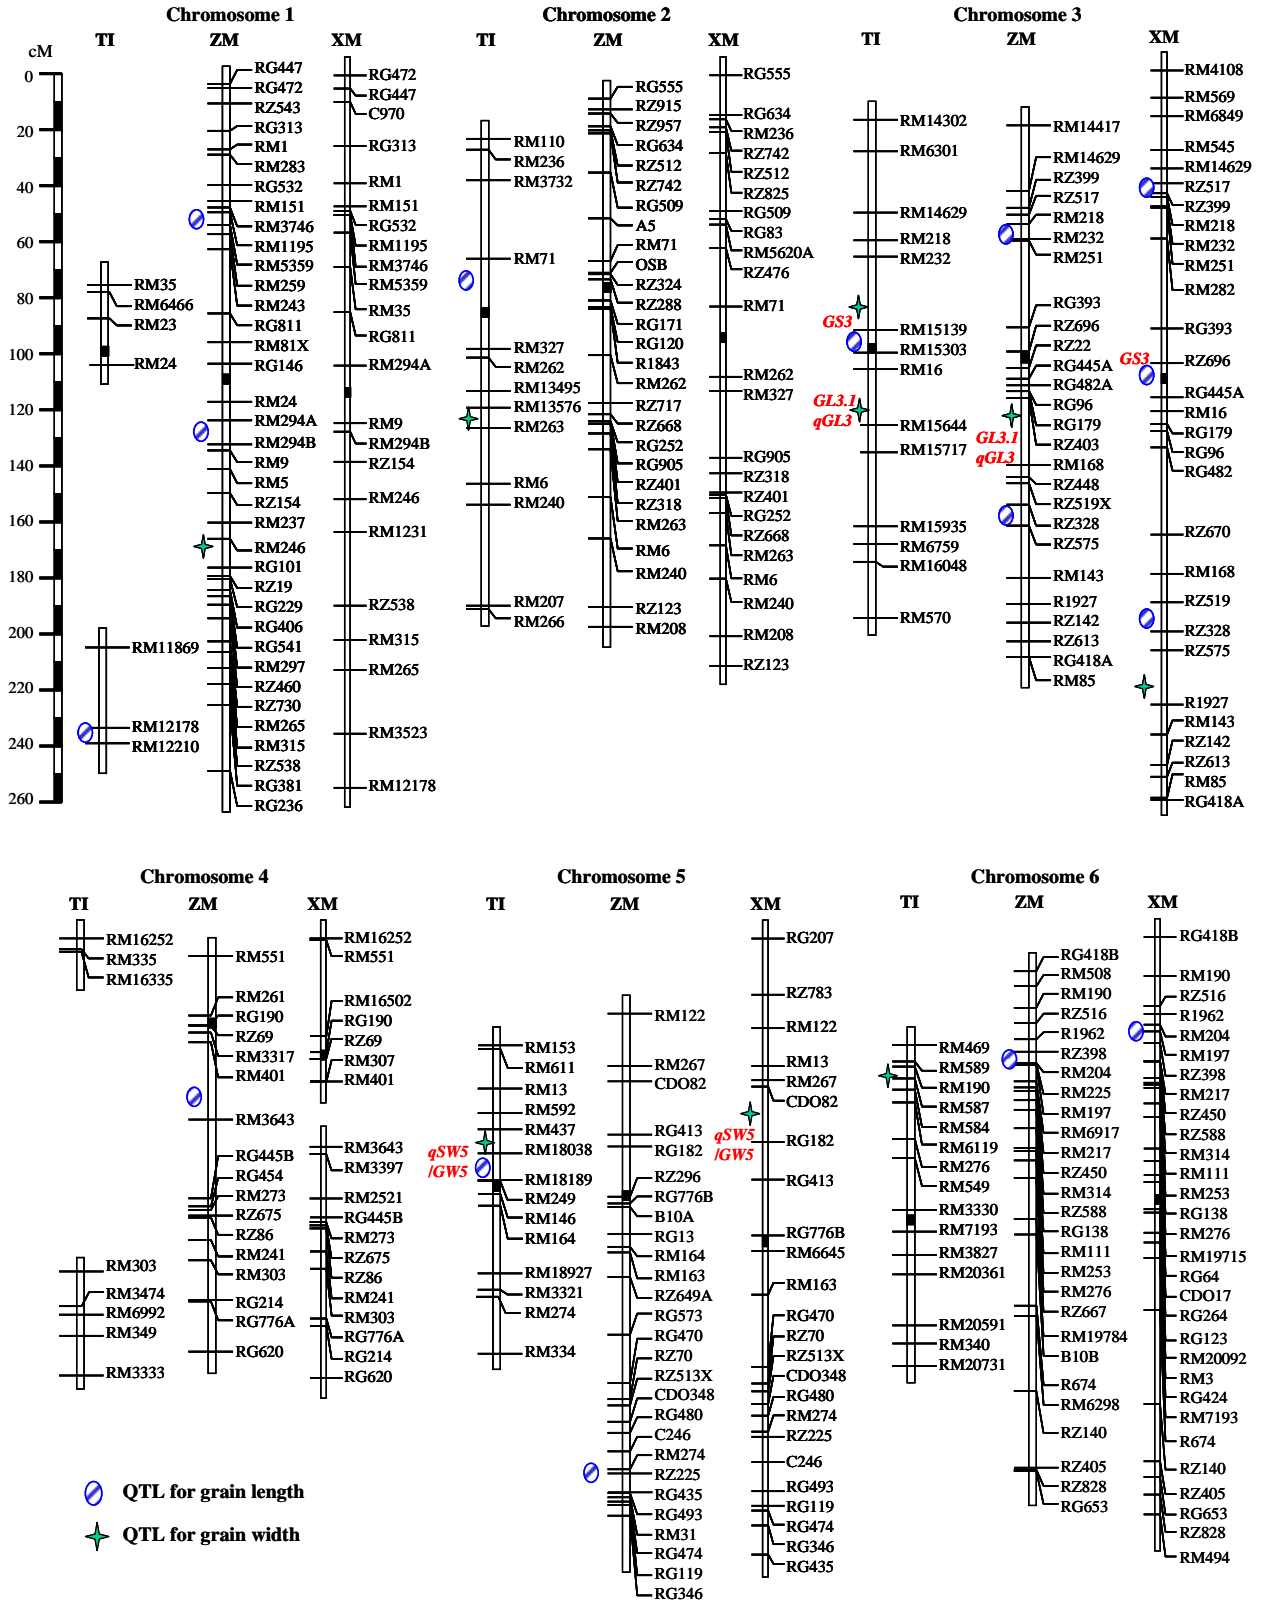 Chromosome 1
Chromosome 2
Chromosome 3
cM
TI
ZM
XM
TI
ZM
XM
TI
ZM
XM
0
20
40
60
80
100
120
140
160
180
200
220
240
260
RM35
RM6466
RM23
RM24
RM11869
RM12178
RM12210
RG447
RG472
RZ543
RG313
RM1
RM283
RG532
RM151
RM3746
RM1195
RM5359
RM259
RM243
RG811
RM81X
RG146
RM24
RM294A
RM294B
RM9
RM5
RZ154
RM237
RM246
RG101
RZ19
RG229
RG406
RG541
RM297
RZ460
RZ730
RM265
RM315
RZ538
RG381
RG236
RG472
RG447
C970
RG313
RM1
RM151
RG532
RM1195
RM3746
RM5359
RM35
RG811
RM294A
RM9
RM294B
RZ154
RM246
RM1231
RZ538
RM315
RM265
RM3523
RM12178
RM110
RM236
RM3732
RM71
RM327
RM262
RM13495
RM13576
RM263
RM6
RM240
RM207
RM266
RG555
RZ915
RZ957
RG634
RZ512
RZ742
RG509
A5
RM71
OSB
RZ324
RZ288
RG171
RG120
R1843
RM262
RZ717
RZ668
RG252
RG905
RZ401
RZ318
RM263
RM6
RM240
RZ123
RM208
RG555
RG634
RM236
RZ742
RZ512
RZ825
RG509
RG83
RM5620A
RZ476
RM71
RM262
RM327
RG905
RZ318
RZ401
RG252
RZ668
RM263
RM6
RM240
RM208
RZ123
RM14302
RM6301
RM14629
RM218
RM232
GS3
RM15139
RM15303
RM16
GL3.1
qGL3
RM15644
RM15717
RM15935
RM6759
RM16048
RM570
RM14417
RM14629
RZ399
RZ517
RM218
RM232
RM251
RG393
RZ696
RZ22
RG445A
RG482A
RG96
RG179
RZ403
GL3.1
qGL3
RM168
RZ448
RZ519X
RZ328
RZ575
RM143
R1927
RZ142
RZ613
RG418A
RM85
RM4108
RM569
RM6849
RM545
RM14629
RZ517
RZ399
RM218
RM232
RM251
RM282
RG393
GS3
RZ696
RG445A
RM16
RG179
RG96
RG482
RZ670
RM168
RZ519
RZ328
RZ575
R1927
RM143
RZ142
RZ613
RM85
RG418A
Chromosome 4
Chromosome 5
Chromosome 6
TI
ZM
XM
TI
ZM
XM
TI
ZM
XM
RM16252
RM335
RM16335
RM303
RM3474
RM6992
RM349
RM3333
RM551
RM261
RG190
RZ69
RM3317
RM401
RM3643
RG445B
RG454
RM273
RZ675
RZ86
RM241
RM303
RG214
RG776A
RG620
RM16252
RM551
RM16502
RG190
RZ69
RM307
RM401
RM3643
RM3397
RM2521
RG445B
RM273
RZ675
RZ86
RM241
RM303
RG776A
RG214
RG620
RM153
RM611
RM13
RM592
RM437
RM18038
qSW5
/GW5
RM18189
RM249
RM146
RM164
RM18927
RM3321
RM274
RM334
RM122
RM267
CDO82
RG413
RG182
RZ296
RG776B
B10A
RG13
RM164
RM163
RZ649A
RG573
RG470
RZ70
RZ513X
CDO348
RG480
C246
RM274
RZ225
RG435
RG493
RM31
RG474
RG119
RG346
RG207
RZ783
RM122
RM13
RM267
CDO82
qSW5
/GW5
RG182
RG413
RG776B
RM6645
RM163
RG470
RZ70
RZ513X
CDO348
RG480
RM274
RZ225
C246
RG493
RG119
RG474
RG346
RG435
RM469
RM589
RM190
RM587
RM584
RM6119
RM276
RM549
RM3330
RM7193
RM3827
RM20361
RM20591
RM340
RM20731
RG418B
RM508
RM190
RZ516
R1962
RZ398
RM204
RM225
RM197
RM6917
RM217
RZ450
RM314
RZ588
RG138
RM111
RM253
RM276
RZ667
RM19784
B10B
R674
RM6298
RZ140
RZ405
RZ828
RG653
RG418B
RM190
RZ516
R1962
RM204
RM197
RZ398
RM217
RZ450
RZ588
RM314
RM111
RM253
RG138
RM276
RM19715
RG64
CDO17
RG264
RG123
RM20092
RM3
RG424
RM7193
R674
RZ140
RZ405
RG653
RZ828
RM494
QTL for grain length
QTL for grain width